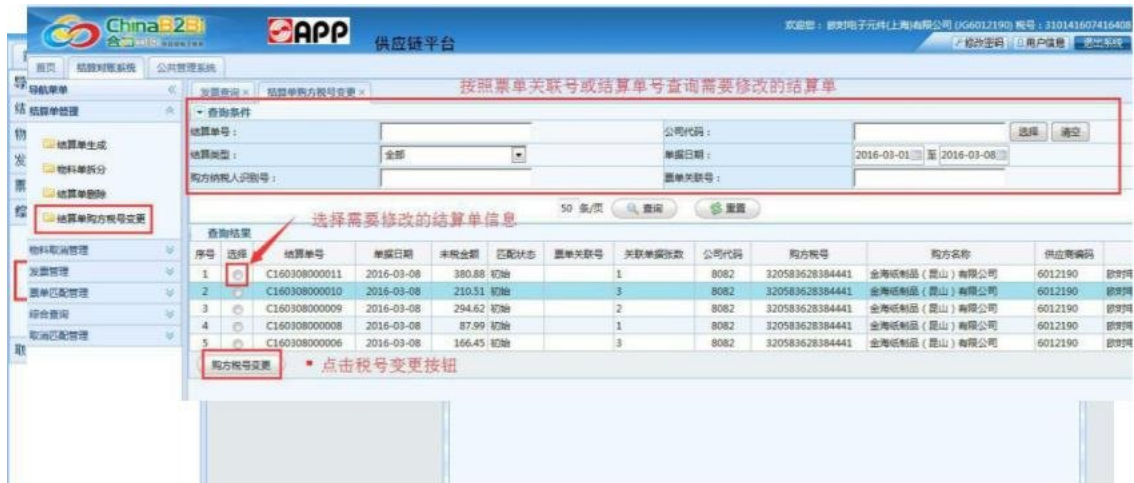 ChinaB2Bi
APP 供应链平台
(JG6012190) 税号:310141607416408
修改密码 用户信息 退出系统
首页 结算对账系统 公共管理系统
导航菜单
发票查询 × 结算单购方税号变更 ×
按照票单关联号或结算单号查询需要修改的结算单
结算单管理
查询条件
结算单号: 公司代码: 选择 清空
结算单生成
结算类型: 全部 单据日期: 2016-03-01 至 2016-03-08
物料单拆分
购方纳税人识别号: 票单关联号:
结算单删除
50 条/页 查询 重置
结算单购方税号变更
选择需要修改的结算单信息
查询结果
物料取消管理
序号 选择 结算单号 单据日期 未税金额 匹配状态 票单关联号 关联单据张数 公司代码 购方税号 购方名称 供应商编码
发票管理
1 C160308000011 2016-03-08 380.88 初始 1 8082 320583628384441 金海纸制品(昆山)有限公司 6012190
票单匹配管理
2 C160308000010 2016-03-08 210.51 初始 3 8082 320583628384441 金海纸制品(昆山)有限公司 6012190
综合查询
3 C160308000009 2016-03-08 294.62 初始 2 8082 320583628384441 金海纸制品(昆山)有限公司 6012190
取消匹配管理
4 C160308000008 2016-03-08 87.99 初始 1 8082 320583628384441 金海纸制品(昆山)有限公司 6012190
5 C160308000006 2016-03-08 166.45 初始 3 8082 320583628384441 金海纸制品(昆山)有限公司 6012190
购方税号变更 点击税号变更按钮